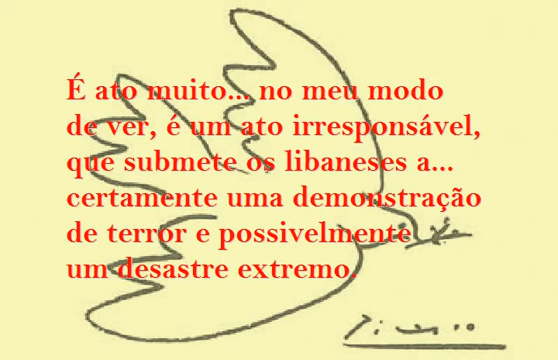 É ato muito... no meu modo
de ver, é um ato irresponsável,
que submete os libaneses a...
certamente uma demonstração
de terror e possivelmente
um desastre extremo.
Picasso